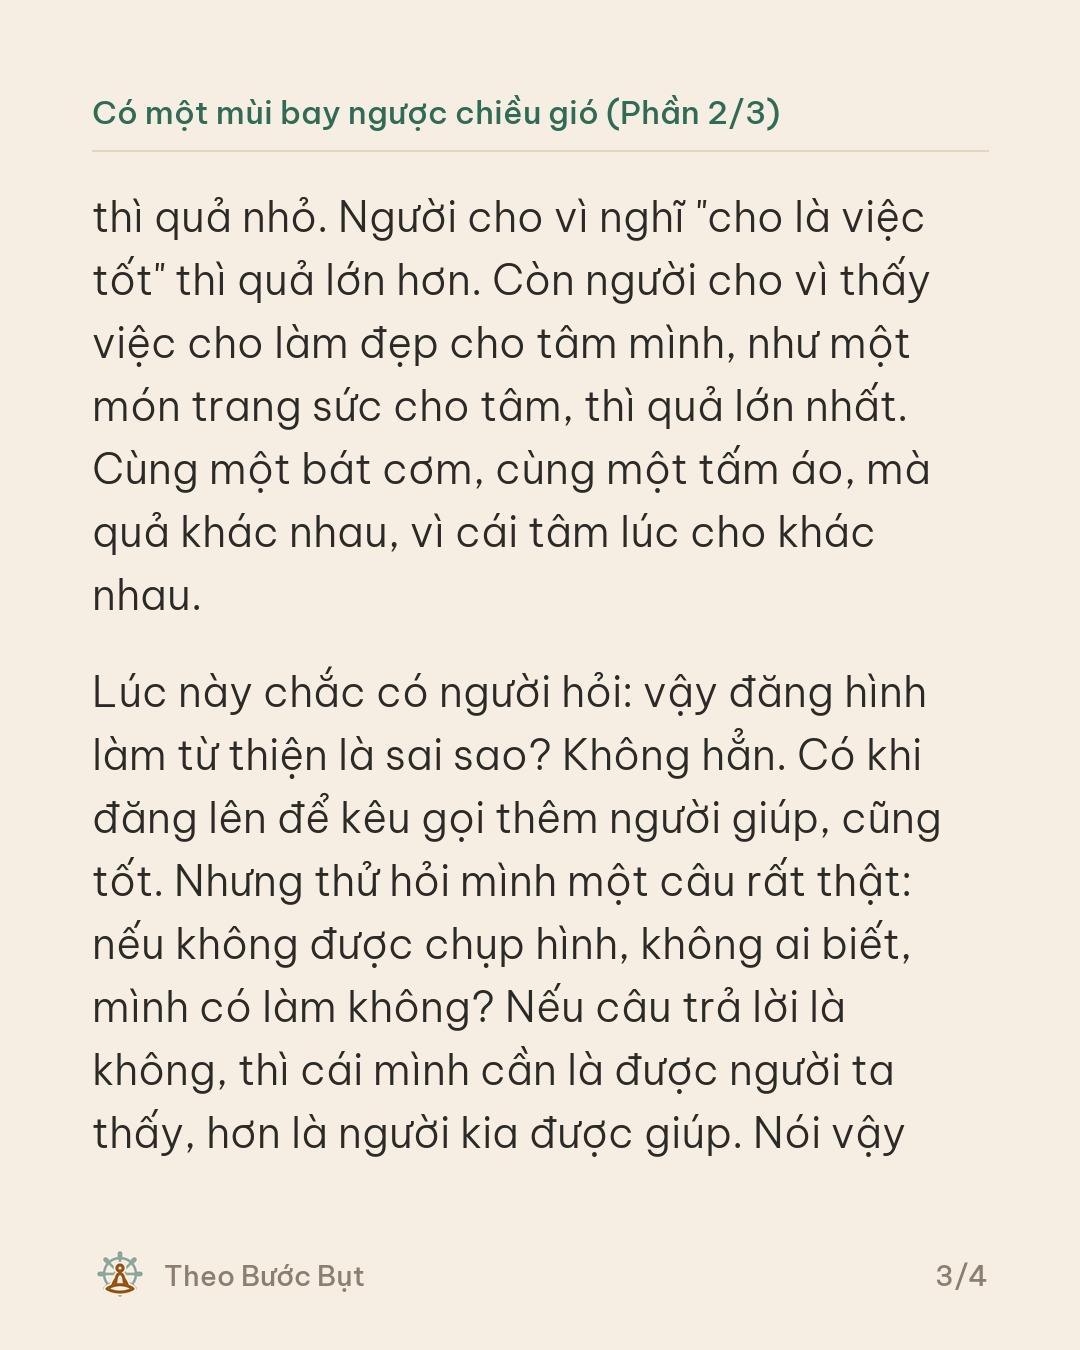 Có một mùi bay ngược chiều gió (Phần 2/3)
thì quả nhỏ. Người cho vì nghĩ "cho là việc
tốt" thì quả lớn hơn. Còn người cho vì thấy
việc cho làm đẹp cho tâm mình, như một
món trang sức cho tâm, thì quả lớn nhất.
Cùng một bát cơm, cùng một tấm áo, mà
quả khác nhau, vì cái tâm lúc cho khác
nhau.
Lúc này chắc có người hỏi: vậy đăng hình
làm từ thiện là sai sao? Không hẳn. Có khi
đăng lên để kêu gọi thêm người giúp, cũng
tốt. Nhưng thử hỏi mình một câu rất thật:
nếu không được chụp hình, không ai biết,
mình có làm không? Nếu câu trả lời là
không, thì cái mình cần là được người ta
thấy, hơn là người kia được giúp. Nói vậy
Theo Bước Bụt
3/4